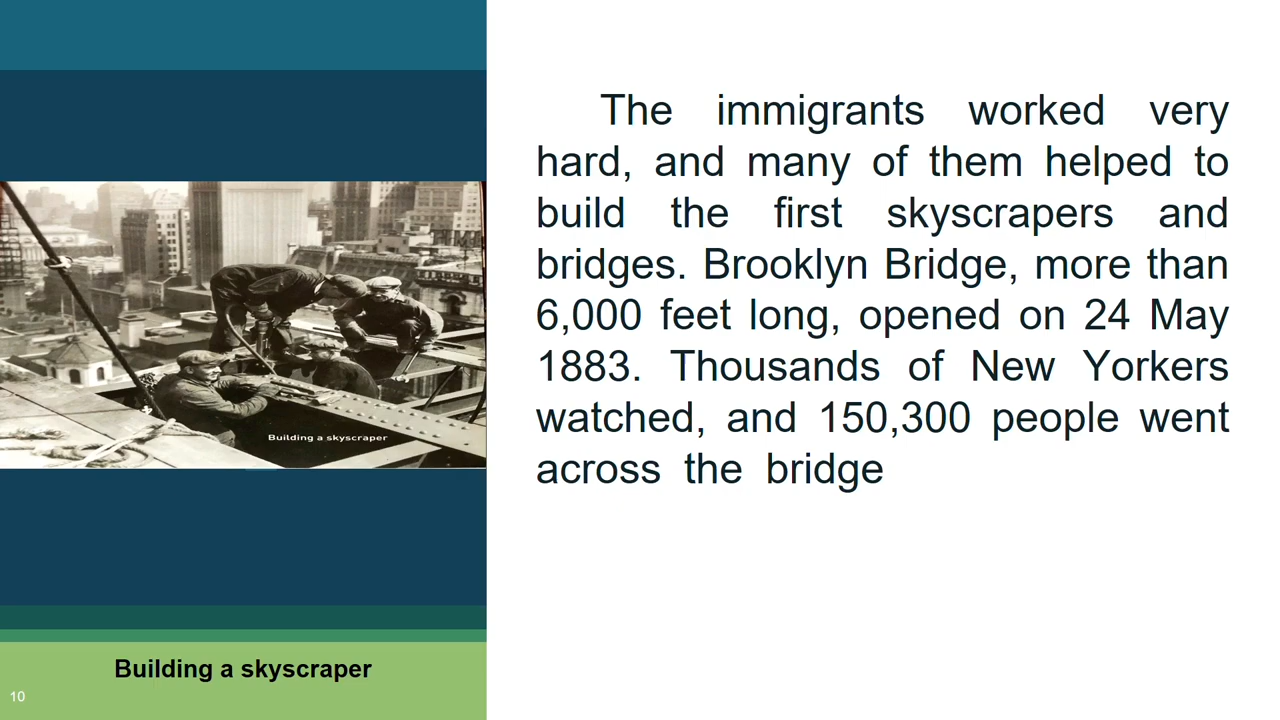 The immigrants worked very
hard, and many of them helped to
build the first skyscrapers and
bridges. Brooklyn Bridge, more than
6,000 feet long, opened on 24 May
1883. Thousands of New Yorkers
watched, and 150,300 people went
across the bridge
Building a skyscraper
Building a skyscraper
10